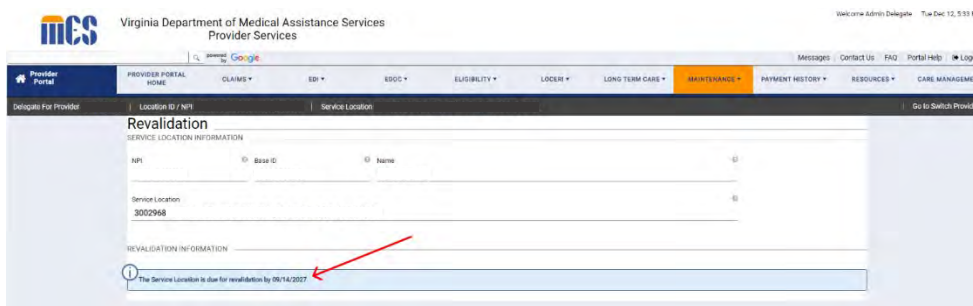 Welcome Admin Delegate Tue Dec 12, 5:33
mes Virginia Department of Medical Assistance Services
Provider Services
powered by Google
Messages Contact Us FAQ Portal Help Log
Provider Portal PROVIDER PORTAL HOME CLAIMS EDI EDOC ELIGIBILITY LOCERI LONG TERM CARE MAINTENANCE PAYMENT HISTORY RESOURCES CARE MANAGEME
Delegate For Provider Location ID / NPI Service Location Go to Switch Provid
Revalidation
SERVICE LOCATION INFORMATION
NPI Base ID Name
Service Location
3002968
REVALIDATION INFORMATION
The Service Location is due for revalidation by 09/14/2027